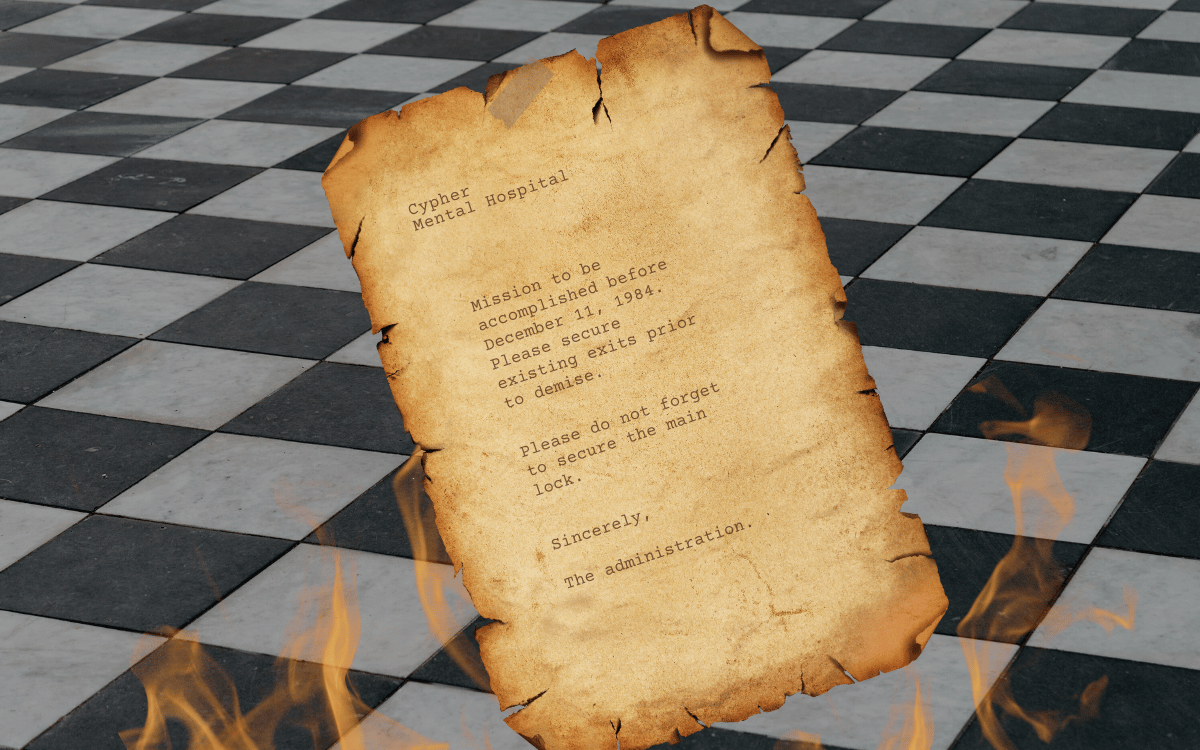 Cypher
Mental Hospital
Mission to be
accomplished before
December 11, 1984.
Please secure
existing exits prior
to demise.
Please do not forget
to secure the main
lock.
Sincerely,
The administration.